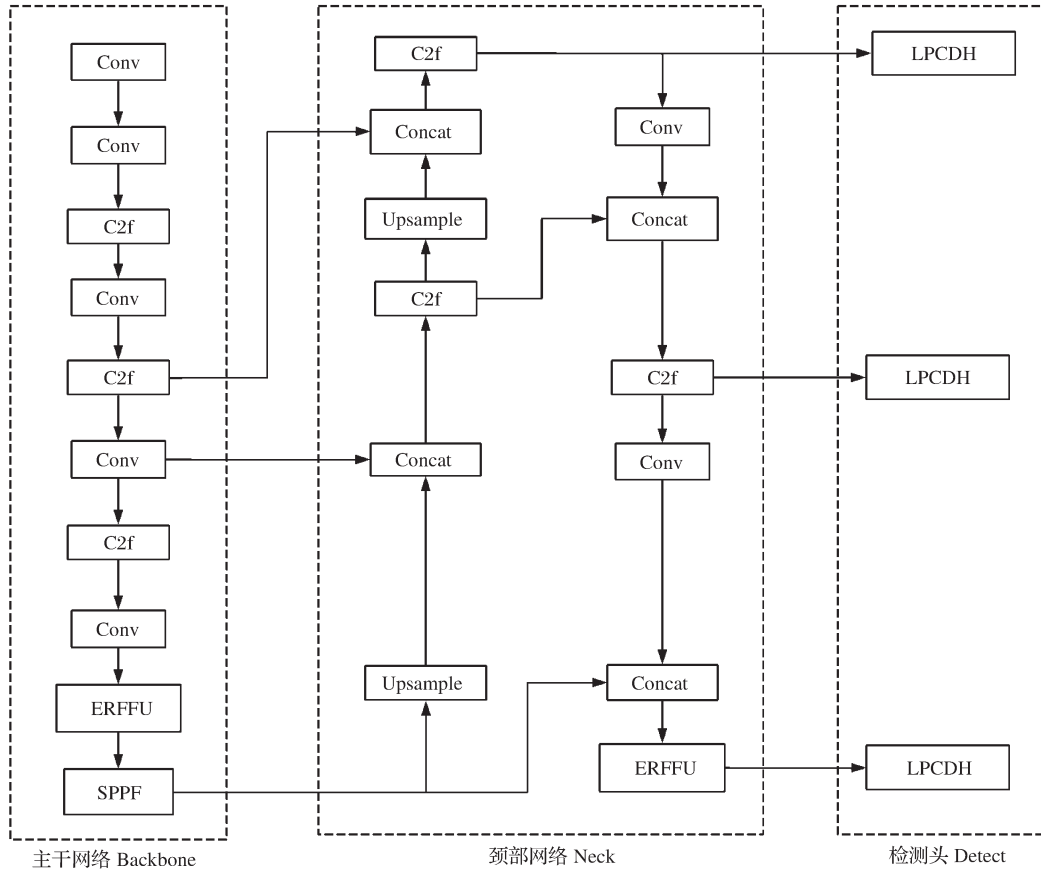 Conv
Conv
C2f
Conv
C2f
Conv
C2f
Conv
ERFFU
SPPF
主干网络 Backbone
C2f
Concat
Upsample
C2f
Concat
Upsample
Conv
Concat
C2f
Conv
Concat
ERFFU
颈部网络 Neck
LPCDH
LPCDH
LPCDH
检测头 Detect